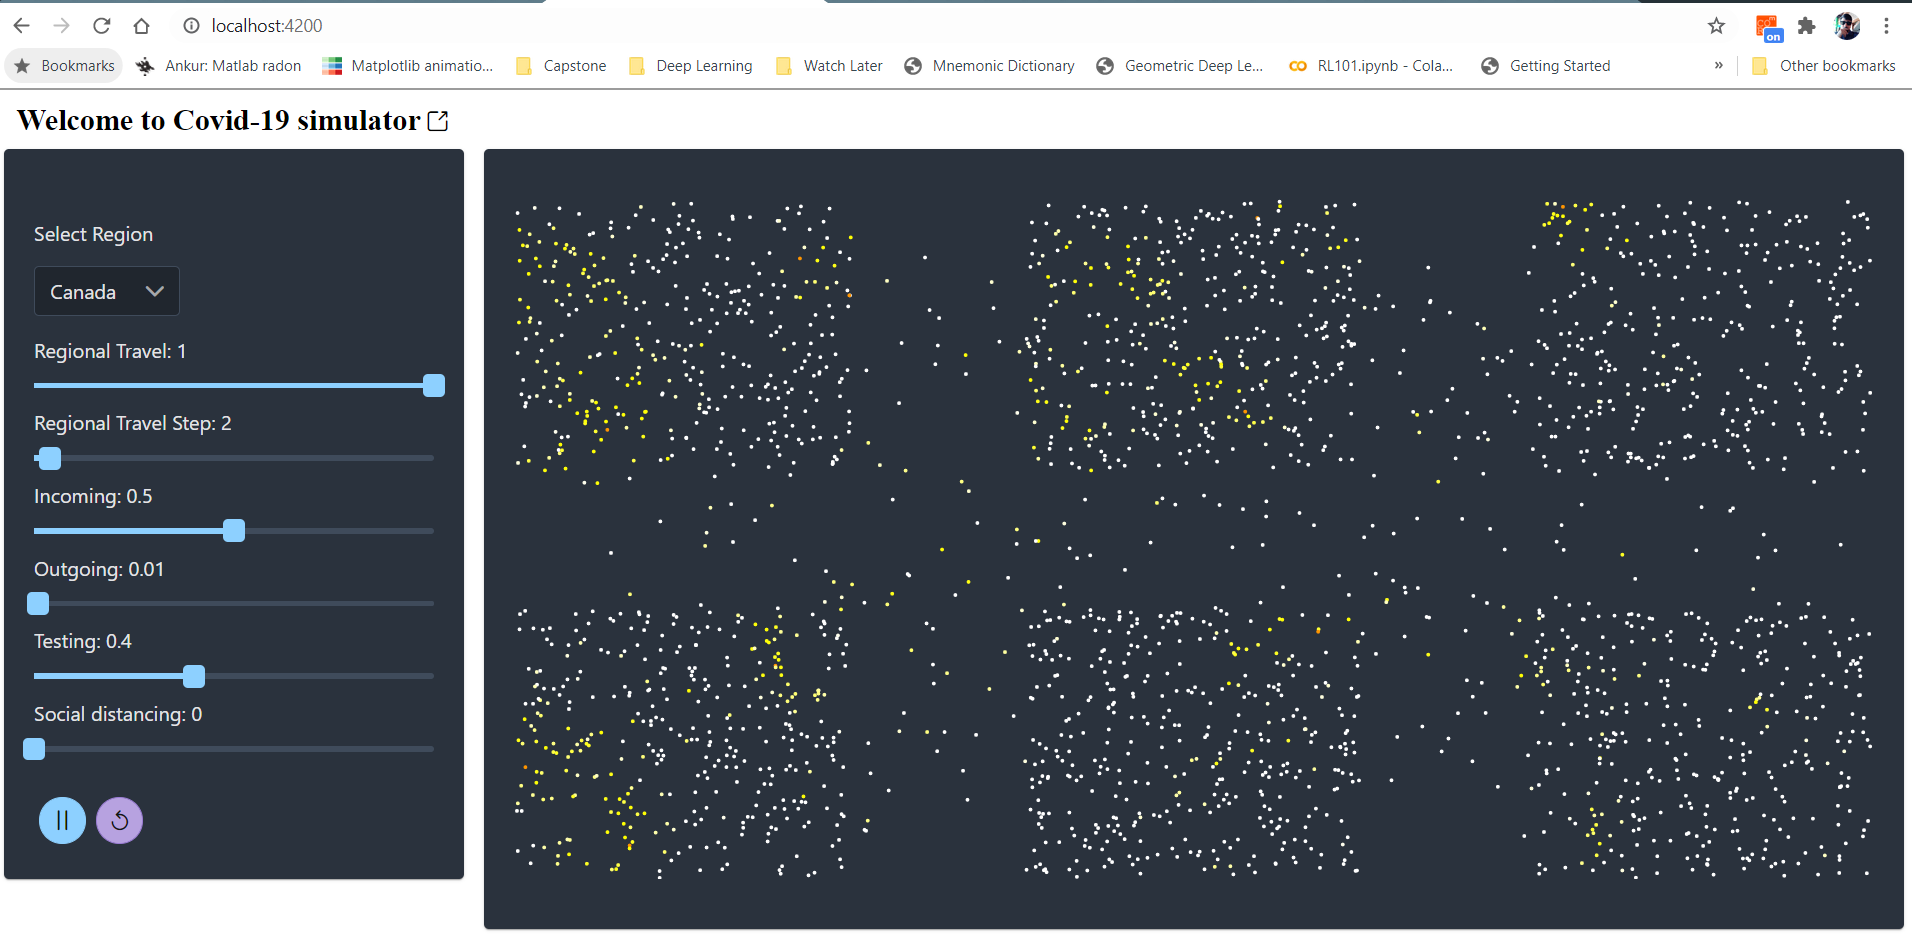 localhost:4200
on
Bookmarks Ankur: Matlab radon Matplotlib animatio... Capstone Deep Learning Watch Later Mnemonic Dictionary Geometric Deep Le... RL101.ipynb - Cola... Getting Started » Other bookmarks
Welcome to Covid-19 simulator
Select Region
Canada
Regional Travel: 1
Regional Travel Step: 2
Incoming: 0.5
Outgoing: 0.01
Testing: 0.4
Social distancing: 0